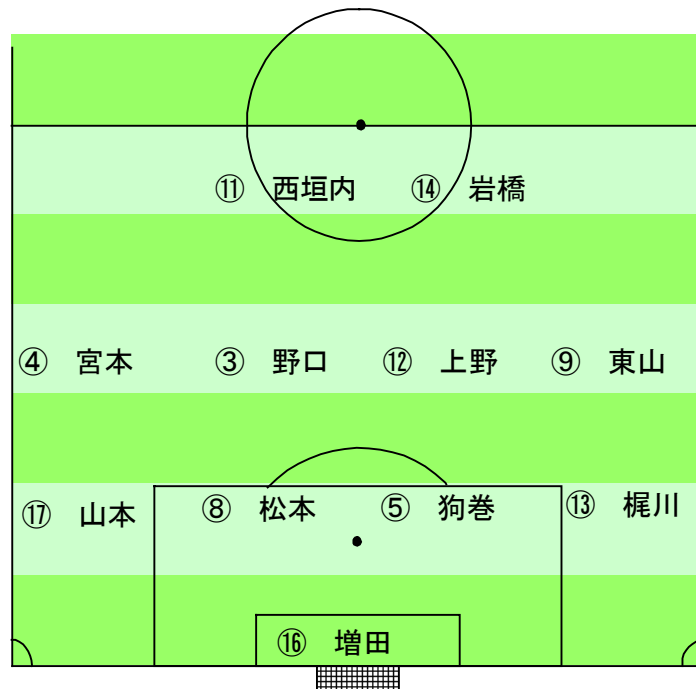 ⑪ 西垣内 ⑭ 岩橋
④ 宮本 ③ 野口 ⑫ 上野 ⑨ 東山
⑰ 山本 ⑧ 松本 ⑤ 狗巻 ⑬ 梶川
⑯ 増田